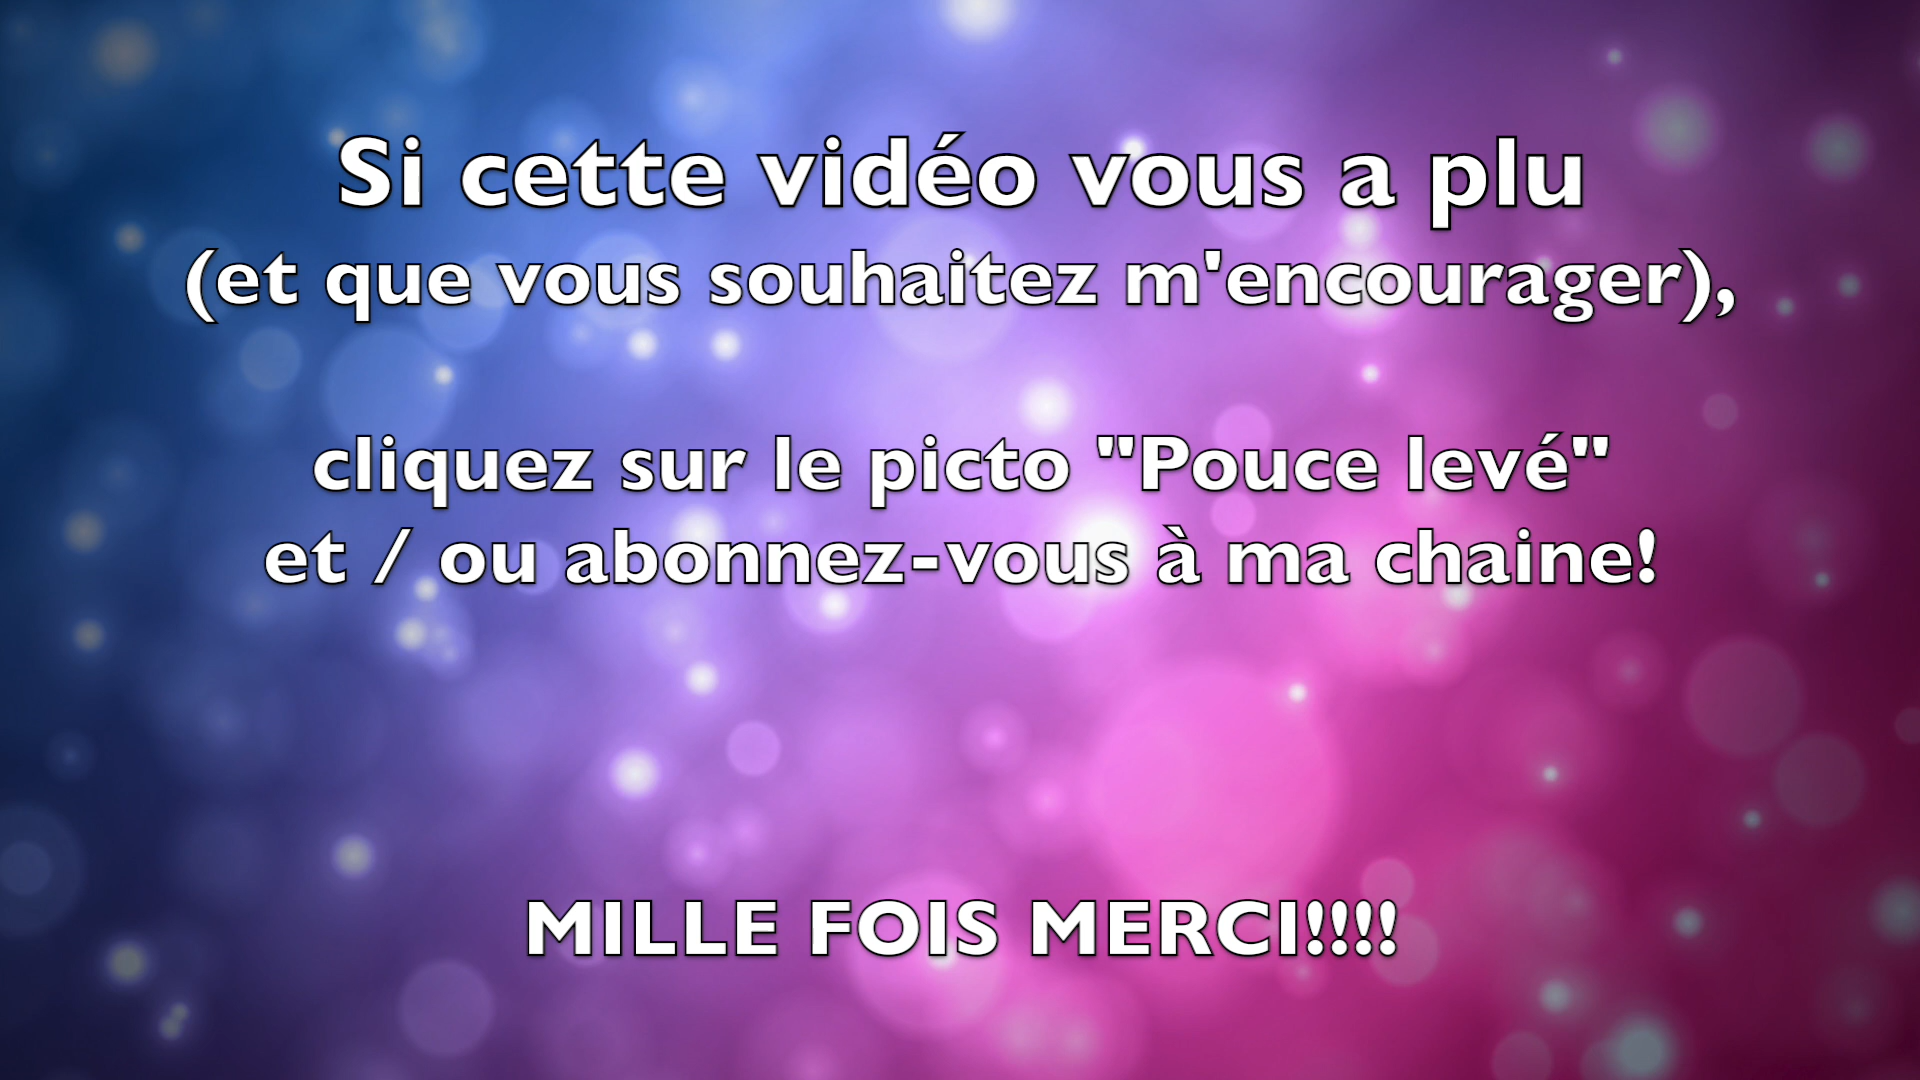 Si cette vidéo vous a plu
(et que vous souhaitez m'encourager),
cliquez sur le picto "Pouce levé"
et / ou abonnez-vous à ma chaine!
MILLE FOIS MERCI!!!!